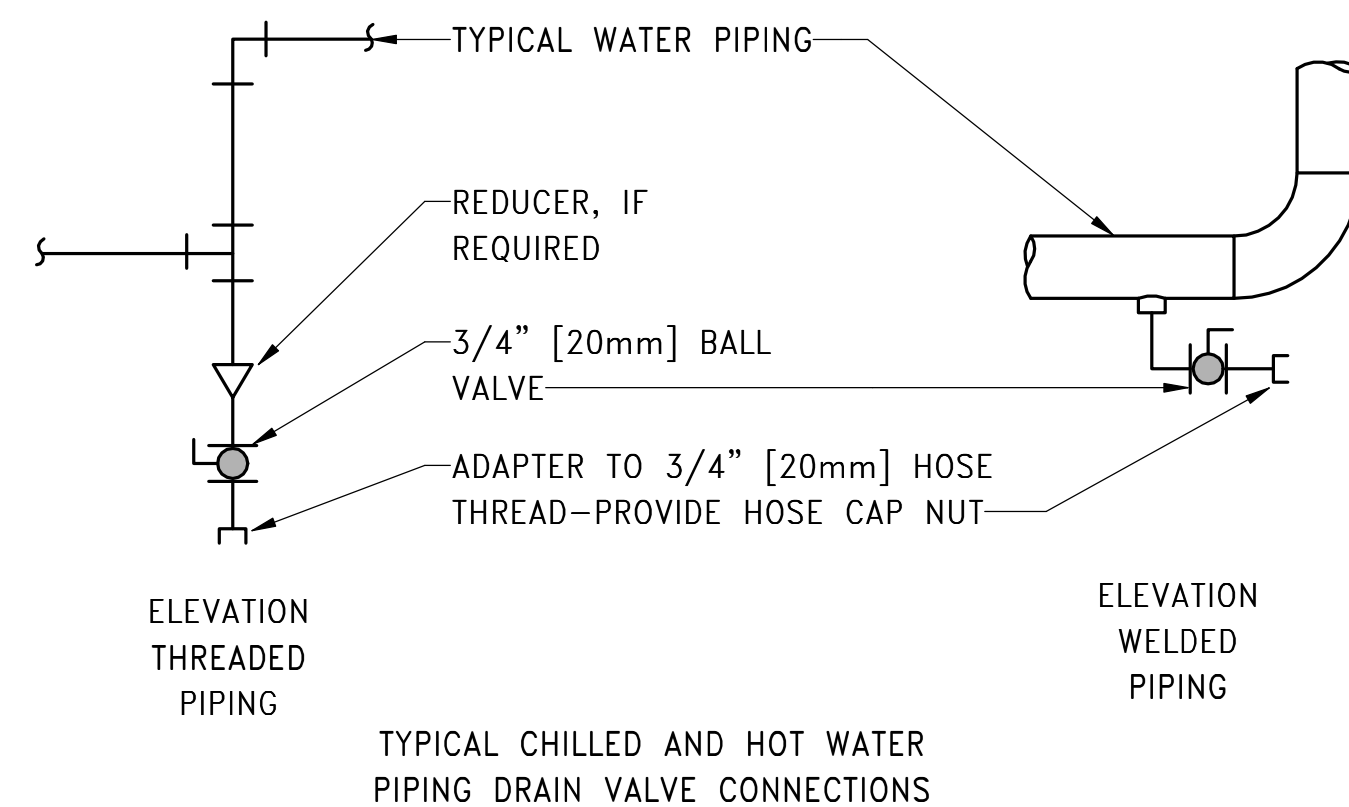 TYPICAL WATER PIPING
REDUCER, IF
REQUIRED
3/4” [20mm] BALL
VALVE
ADAPTER TO 3/4” [20mm] HOSE
THREAD–PROVIDE HOSE CAP NUT
ELEVATION
THREADED
PIPING
ELEVATION
WELDED
PIPING
TYPICAL CHILLED AND HOT WATER
PIPING DRAIN VALVE CONNECTIONS